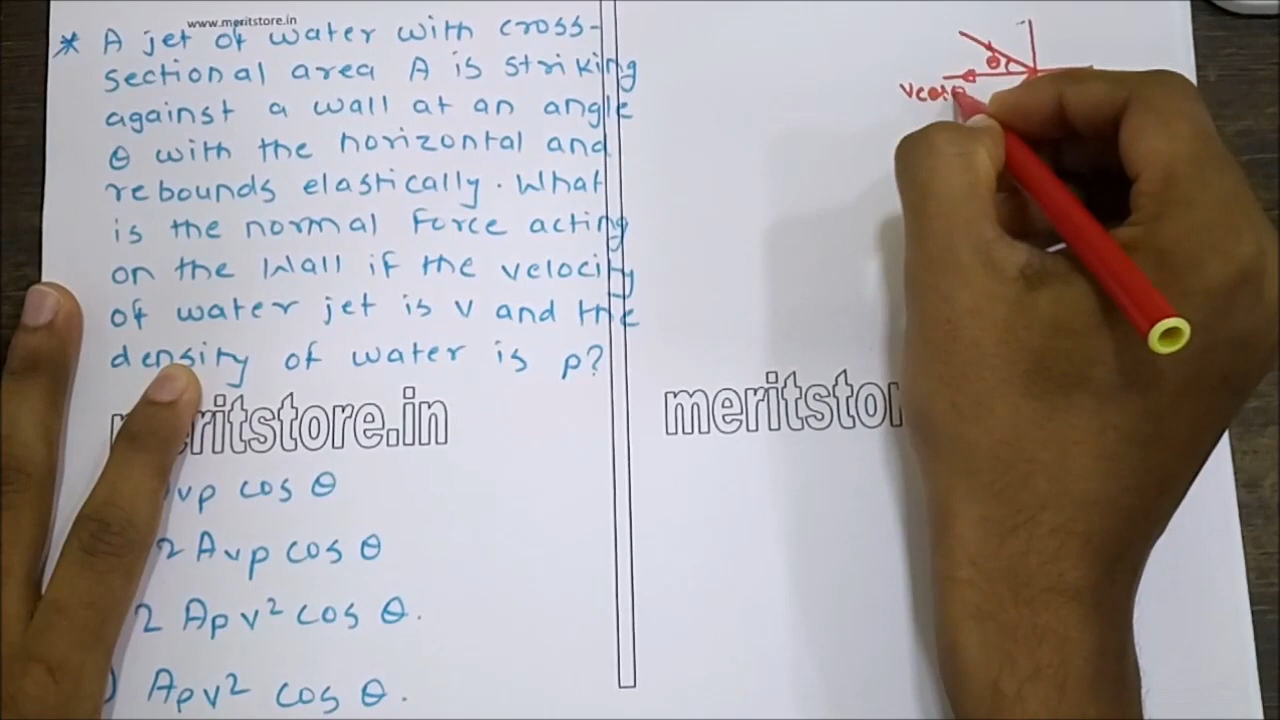 www.meritstore.in
* A jet of water with cross-
sectional area A is striking
against a wall at an angle
θ with the horizontal and
rebounds elastically. What
is the normal Force acting
on the Wall if the velocity
of water jet is v and the
density of water is ρ?
meritstore.in
vρ cos θ
2 Avρ cos θ
2 Aρv² cos θ.
) Aρv² cos θ.
θ
vcosθ
meritstor